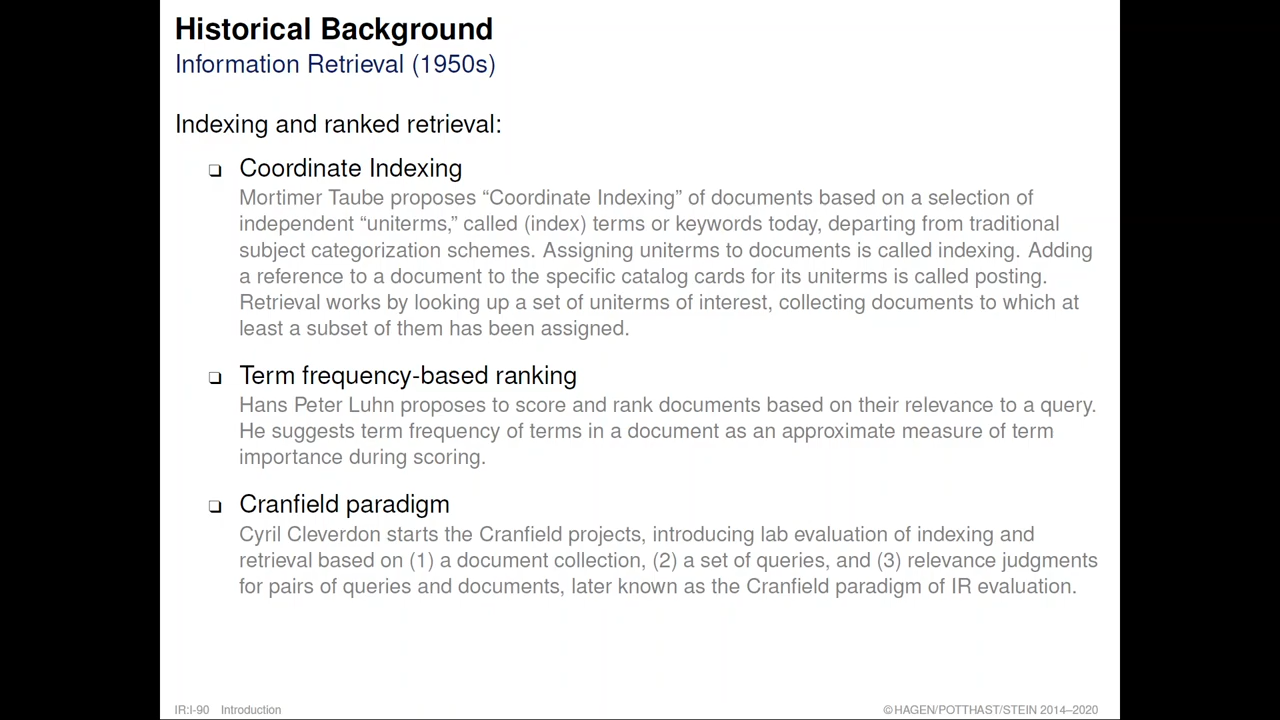 Historical Background
Information Retrieval (1950s)
Indexing and ranked retrieval:
❑ Coordinate Indexing
Mortimer Taube proposes “Coordinate Indexing” of documents based on a selection of
independent “uniterms,” called (index) terms or keywords today, departing from traditional
subject categorization schemes. Assigning uniterms to documents is called indexing. Adding
a reference to a document to the specific catalog cards for its uniterms is called posting.
Retrieval works by looking up a set of uniterms of interest, collecting documents to which at
least a subset of them has been assigned.
❑ Term frequency-based ranking
Hans Peter Luhn proposes to score and rank documents based on their relevance to a query.
He suggests term frequency of terms in a document as an approximate measure of term
importance during scoring.
❑ Cranfield paradigm
Cyril Cleverdon starts the Cranfield projects, introducing lab evaluation of indexing and
retrieval based on (1) a document collection, (2) a set of queries, and (3) relevance judgments
for pairs of queries and documents, later known as the Cranfield paradigm of IR evaluation.
IR:I-90 Introduction
©HAGEN/POTTHAST/STEIN 2014–2020